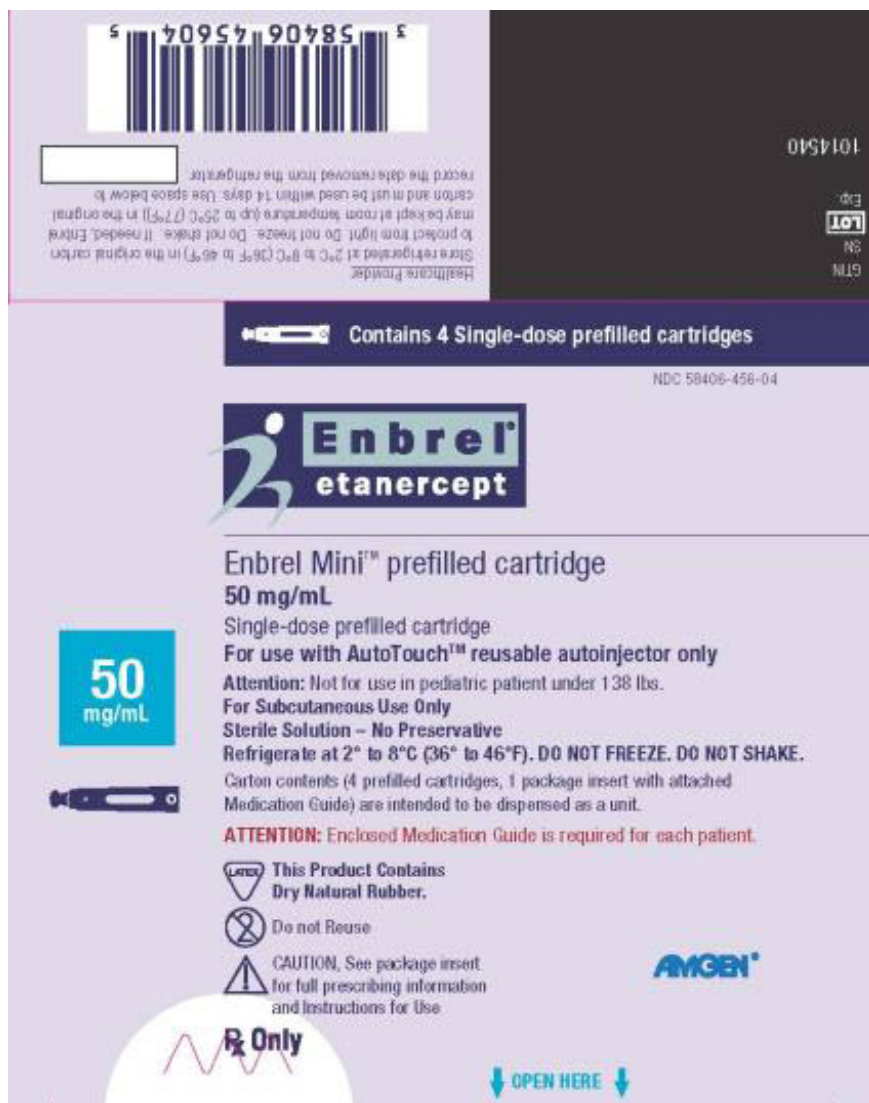 3 58406 45604 5
Healthcare Provider
Store refrigerated at 2°C to 8°C (36°F to 46°F) in the original carton
to protect from light. Do not freeze. Do not shake. If needed, Enbrel
may be kept at room temperature (up to 25°C (77°F)) in the original
carton and must be used within 14 days. Use space below to
record the date removed from the refrigerator
GTIN
SN
LOT
Exp.
1014540
Contains 4 Single-dose prefilled cartridges
NDC 58406-456-04
Enbrel®
etanercept
Enbrel Mini™ prefilled cartridge
50 mg/mL
Single-dose prefilled cartridge
For use with AutoTouch™ reusable autoinjector only
Attention: Not for use in pediatric patient under 138 lbs.
For Subcutaneous Use Only
Sterile Solution – No Preservative
Refrigerate at 2° to 8°C (36° to 46°F). DO NOT FREEZE. DO NOT SHAKE.
Carton contents (4 prefilled cartridges, 1 package insert with attached
Medication Guide) are intended to be dispensed as a unit.
ATTENTION: Enclosed Medication Guide is required for each patient.
50
mg/mL
LATEX
This Product Contains
Dry Natural Rubber.
2
Do not Reuse
CAUTION, See package insert
for full prescribing information
and Instructions for Use
AMGEN®
Rx Only
OPEN HERE